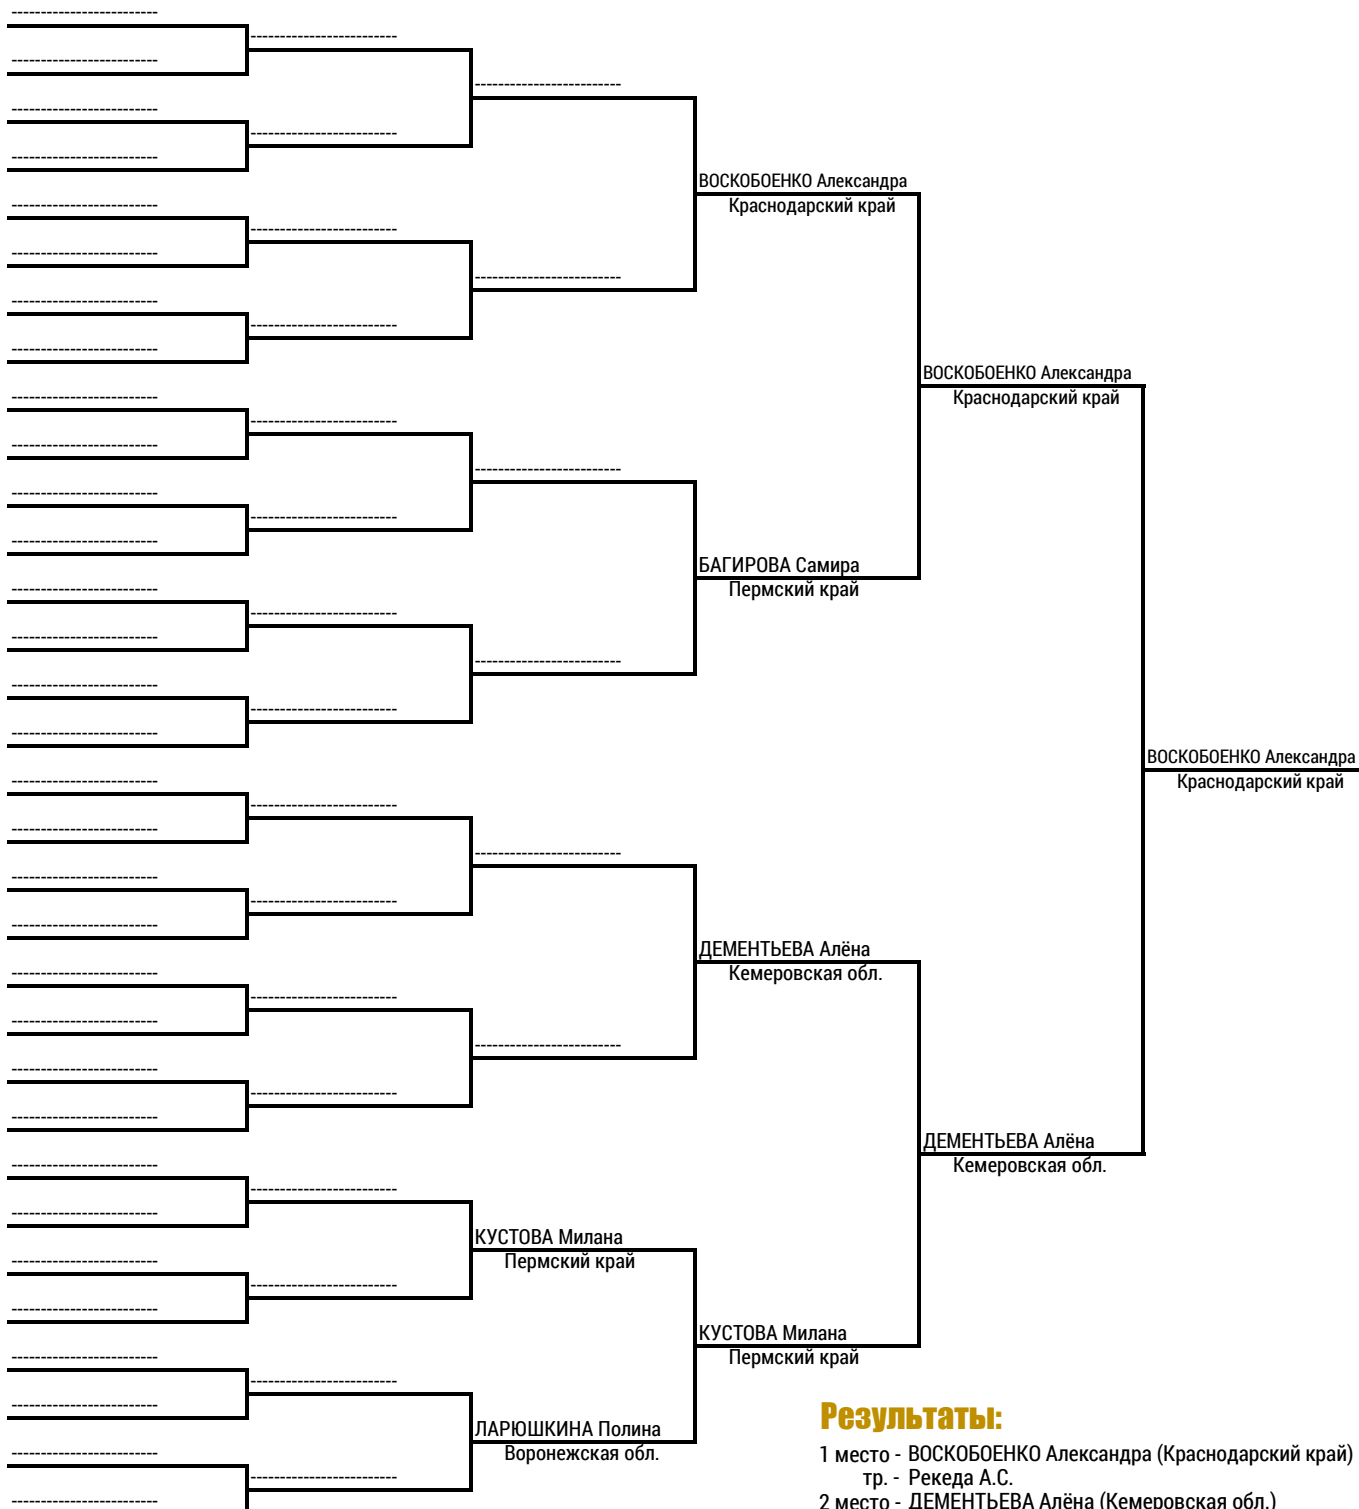 ВОСКОБОЕНКО Александра
Краснодарский край
ВОСКОБОЕНКО Александра
Краснодарский край
БАГИРОВА Самира
Пермский край
ВОСКОБОЕНКО Александра
Краснодарский край
ДЕМЕНТЬЕВА Алёна
Кемеровская обл.
ДЕМЕНТЬЕВА Алёна
Кемеровская обл.
КУСТОВА Милана
Пермский край
КУСТОВА Милана
Пермский край
ЛАРЮШКИНА Полина
Воронежская обл.
Результаты:
1 место - ВОСКОБОЕНКО Александра (Краснодарский край)
тр. - Рекеда А.С.
2 место - ДЕМЕНТЬЕВА Алёна (Кемеровская обл.)